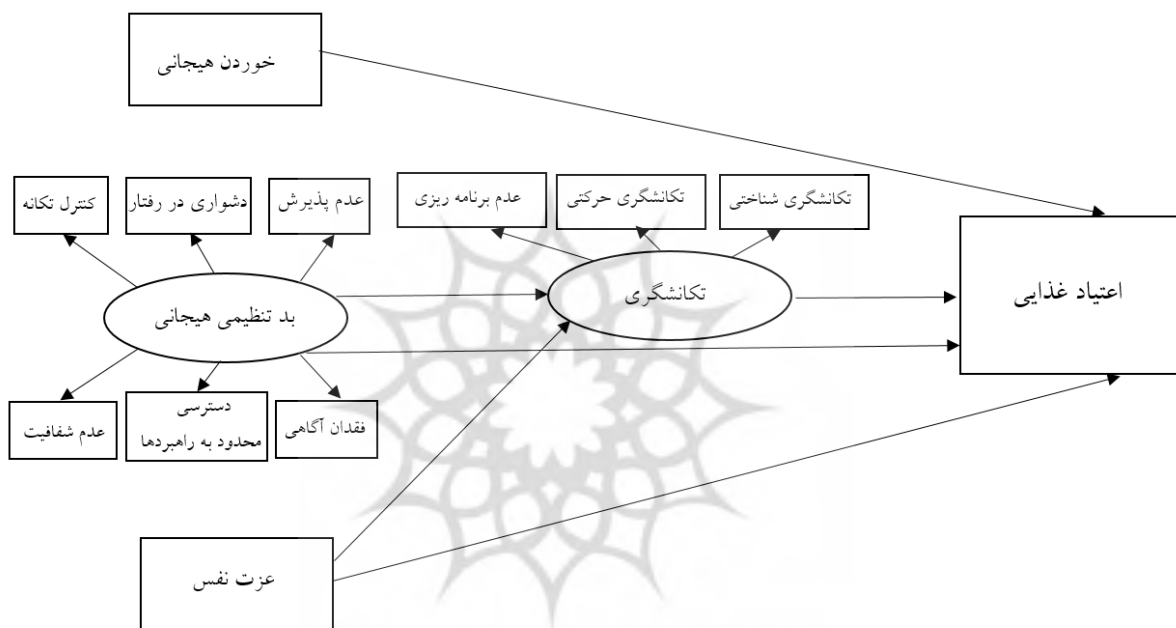 خوردن هیجانی
تکانشگری شناختی
تکانشگری حرکتی
عدم برنامه ریزی
عدم پذیرش
دشواری در رفتار
کنترل تکانه
اعتیاد غذایی
تکانشگری
بد تنظیمی هیجانی
فقدان آگاهی
دسترسی
محدود به راهبردها
عدم شفافیت
عزت نفس